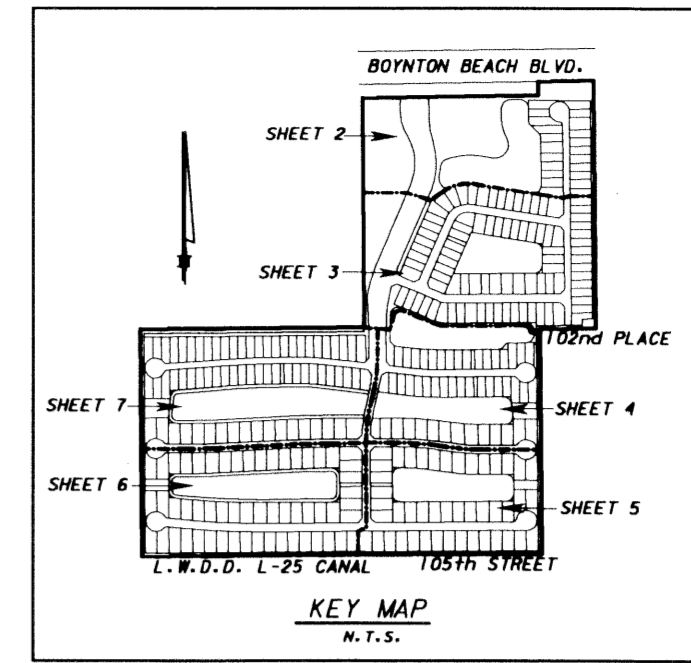 BOYNTON BEACH BLVD.
SHEET 2
SHEET 3
102nd PLACE
SHEET 7
SHEET 4
SHEET 6
SHEET 5
L.W.D.D. L-25 CANAL
105th STREET
KEY MAP
N.T.S.